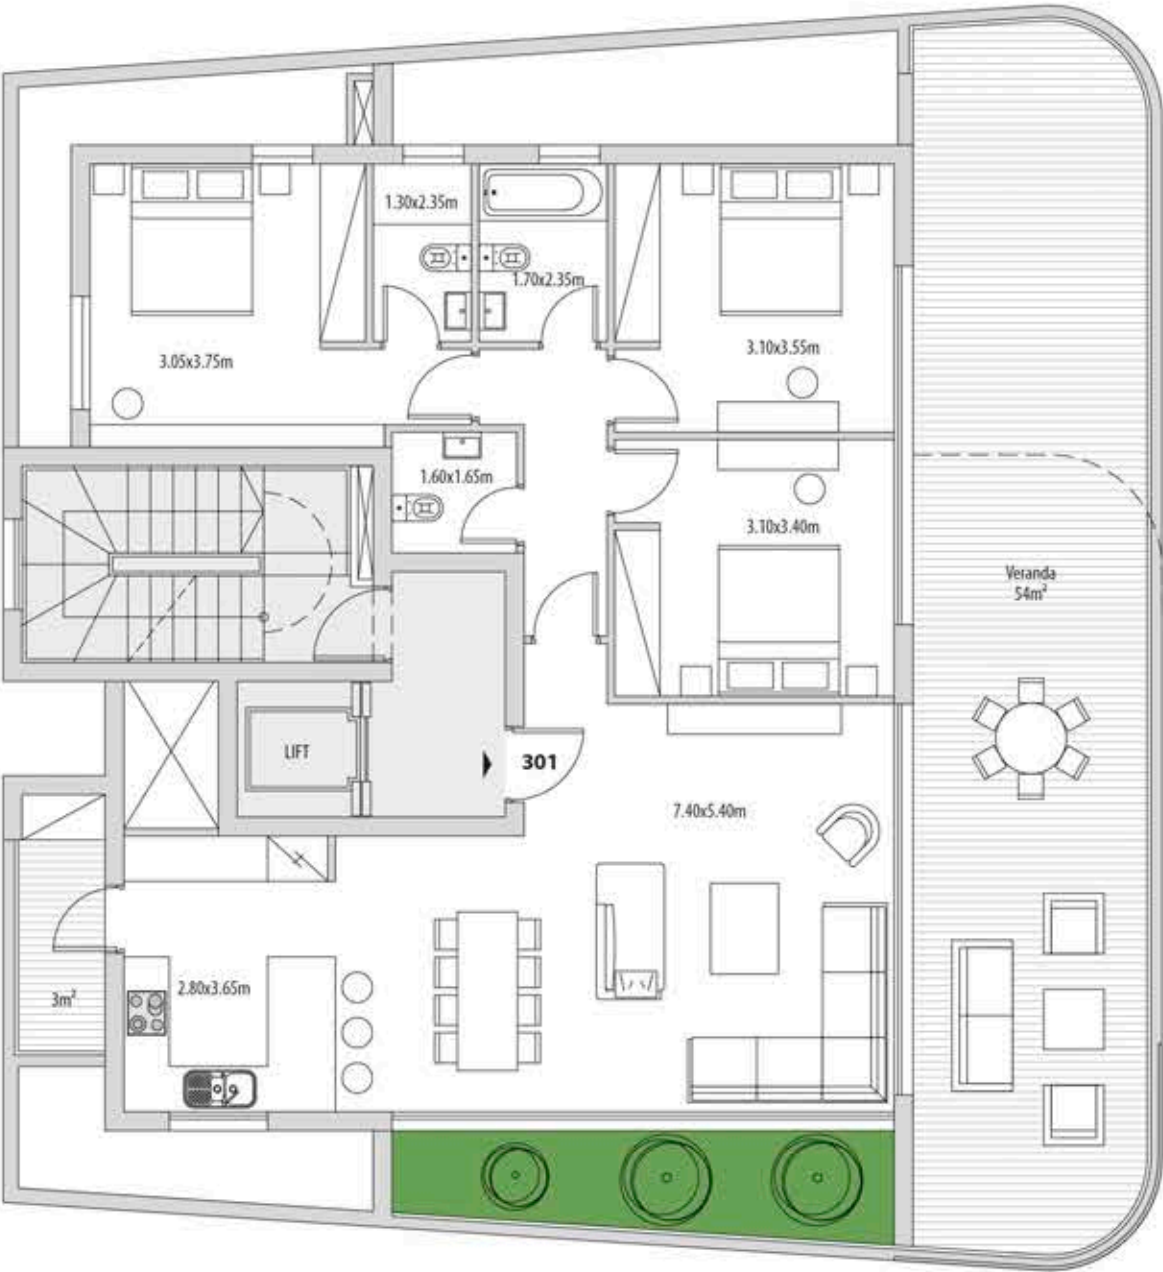 1.30x2.35m
1.70x2.35m
3.05x3.75m
3.10x3.55m
1.60x1.65m
3.10x3.40m
Veranda
54m²
LIFT
301
7.40x5.40m
2.80x3.65m
3m²